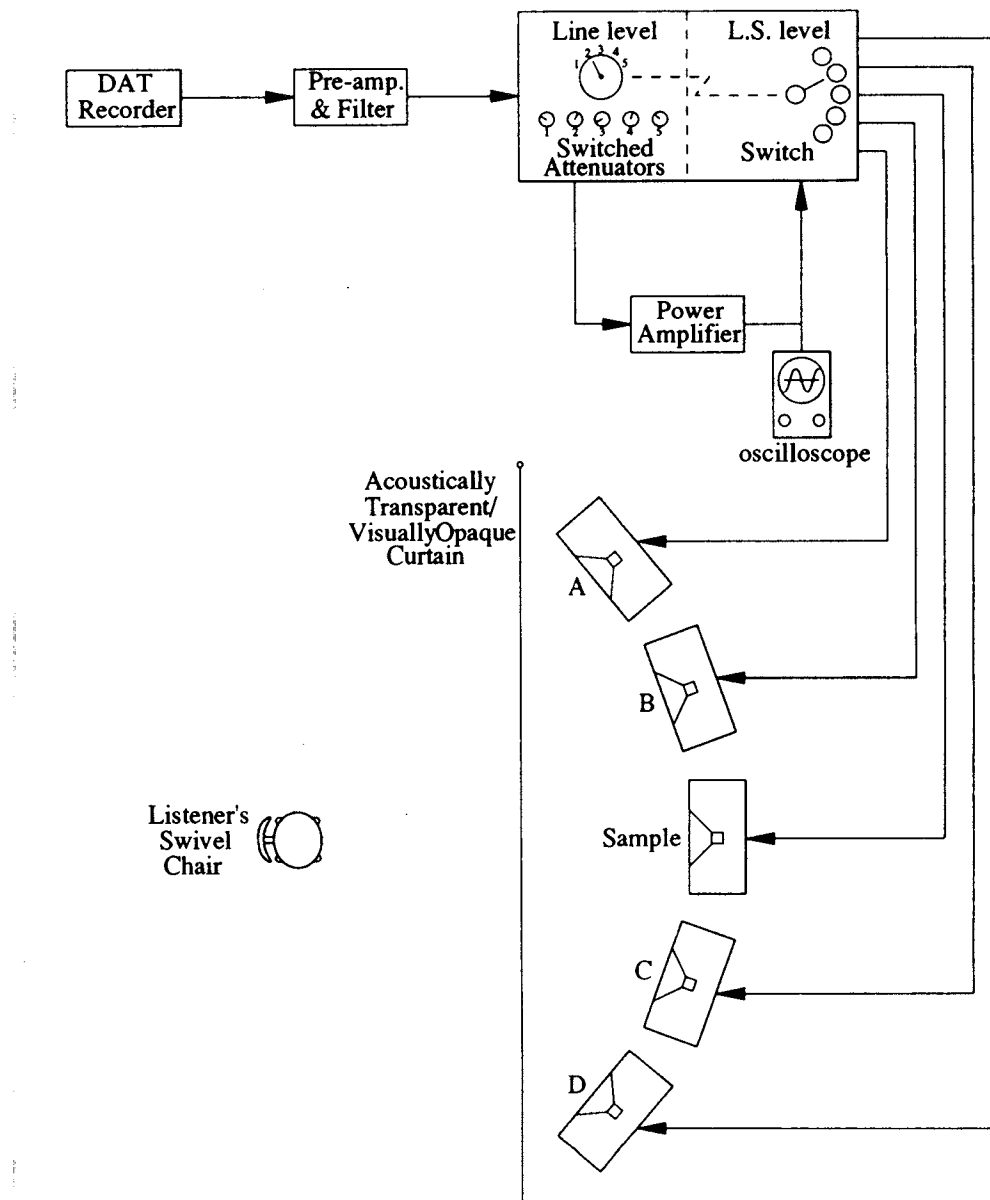 DAT
Recorder
Pre-amp.
& Filter
Line level
1 2 3 4 5
1 2 3 4 5
Switched
Attenuators
L.S. level
Switch
Power
Amplifier
oscilloscope
Acoustically
Transparent/
VisuallyOpaque
Curtain
A
B
Listener's
Swivel
Chair
Sample
C
D